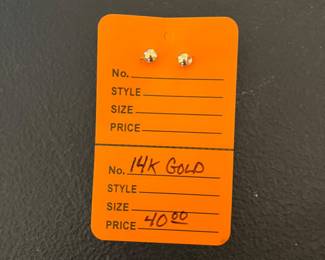 No.
STYLE
SIZE
PRICE
No. 14K GOLD
STYLE
SIZE
PRICE 40 00